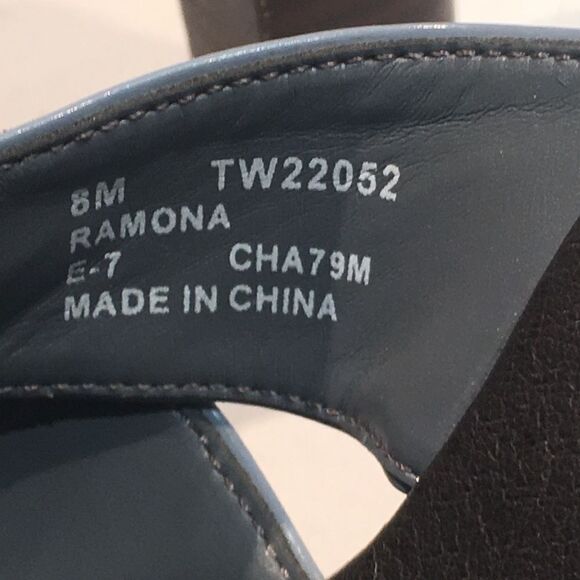 8M TW22052
RAMONA
E-7 CHA79M
MADE IN CHINA